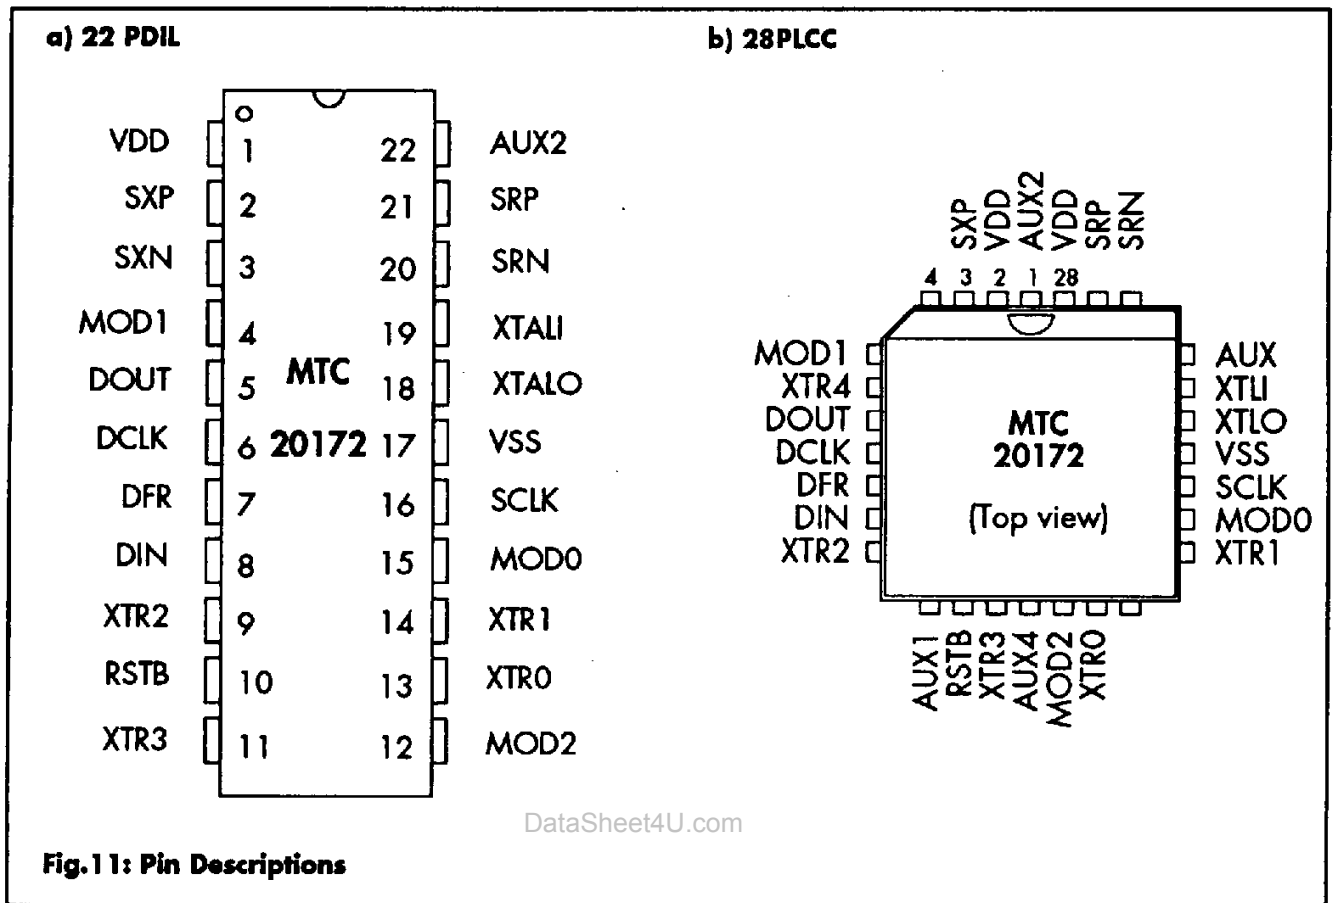 a) 22 PDIL
VDD 1 22 AUX2
SXP 2 21 SRP
SXN 3 20 SRN
MOD1 4 19 XTALI
DOUT 5 MTC 18 XTALO
DCLK 6 20172 17 VSS
DFR 7 16 SCLK
DIN 8 15 MOD0
XTR2 9 14 XTR1
RSTB 10 13 XTR0
XTR3 11 12 MOD2
b) 28PLCC
SXP VDD AUX2 VDD SRP SRN
4 3 2 1 28
MOD1 AUX
XTR4 XTLI
DOUT MTC XTLO
DCLK 20172 VSS
DFR SCLK
DIN (Top view) MOD0
XTR2 XTR1
AUX1 RSTB XTR3 AUX4 MOD2 XTR0
DataSheet4U.com
Fig.11: Pin Descriptions